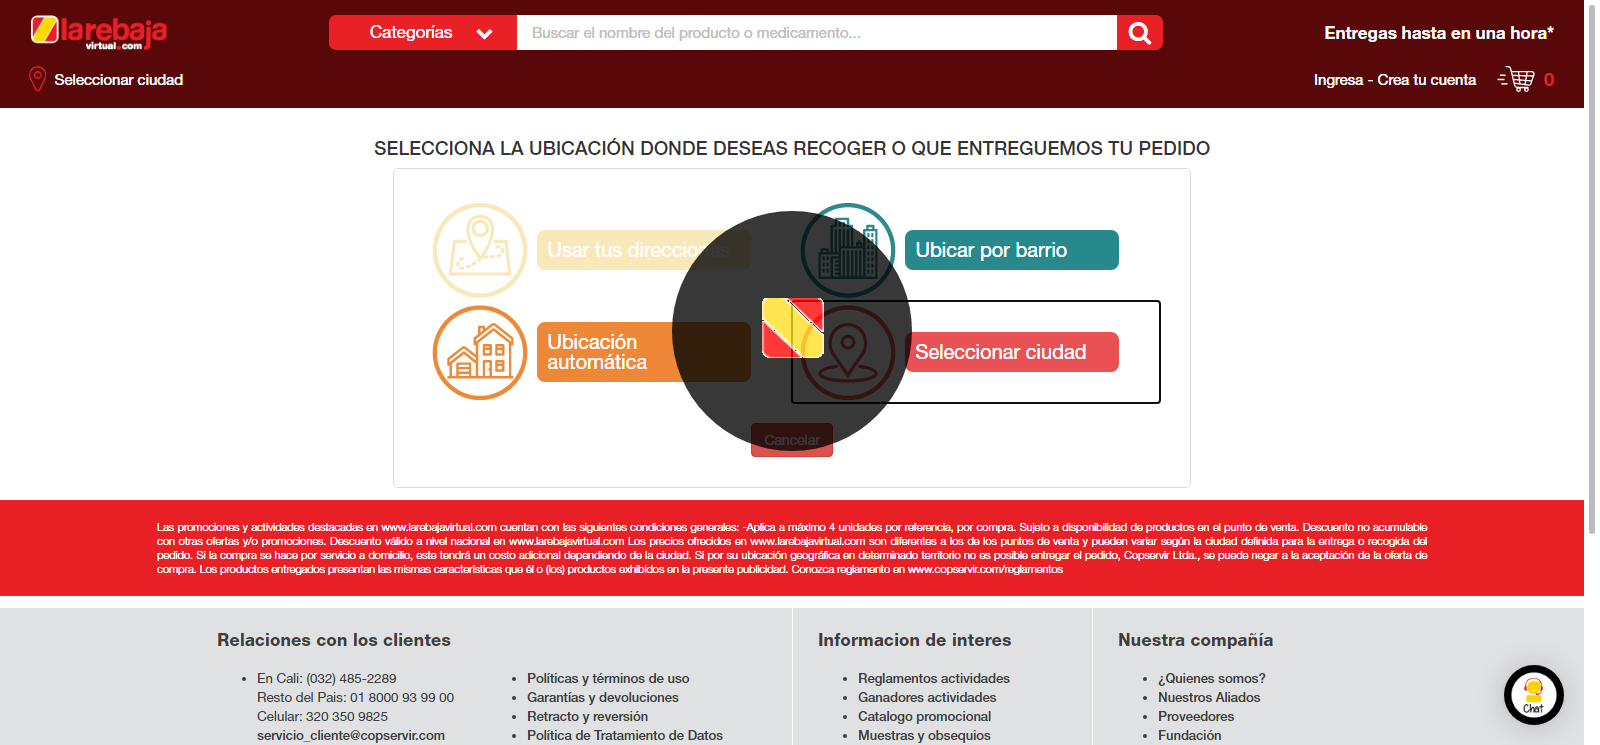 larebaja
virtual.com
Categorías
Buscar el nombre del producto o medicamento...
Entregas hasta en una hora*
Seleccionar ciudad
Ingresa - Crea tu cuenta
0
SELECCIONA LA UBICACIÓN DONDE DESEAS RECOGER O QUE ENTREGUEMOS TU PEDIDO
Usar tus direcciones
Ubicar por barrio
Ubicación
automática
Seleccionar ciudad
Cancelar
Las promociones y actividades destacadas en www.larebajavirtual.com cuentan con las siguientes condiciones generales: -Aplica a máximo 4 unidades por referencia, por compra. Sujeto a disponibilidad de productos en el punto de venta. Descuento no acumulable
con otras ofertas y/o promociones. Descuento válido a nivel nacional en www.larebajavirtual.com Los precios ofrecidos en www.larebajavirtual.com son diferentes a los de los puntos de venta y pueden variar según la ciudad definida para la entrega o recogida del
pedido. Si la compra se hace por servicio a domicilio, este tendrá un costo adicional dependiendo de la ciudad. Si por su ubicación geográfica en determinado territorio no es posible entregar el pedido, Copservir Ltda., se puede negar a la aceptación de la oferta de
compra. Los productos entregados presentan las mismas características que él o (los) productos exhibidos en la presente publicidad. Conozca reglamento en www.copservir.com/reglamentos
Relaciones con los clientes
En Cali: (032) 485-2289
Resto del Pais: 01 8000 93 99 00
Celular: 320 350 9825
servicio_cliente@copservir.com
Políticas y términos de uso
Garantías y devoluciones
Retracto y reversión
Política de Tratamiento de Datos
Informacion de interes
Reglamentos actividades
Ganadores actividades
Catalogo promocional
Muestras y obsequios
Nuestra compañía
¿Quienes somos?
Nuestros Aliados
Proveedores
Fundación
Chat